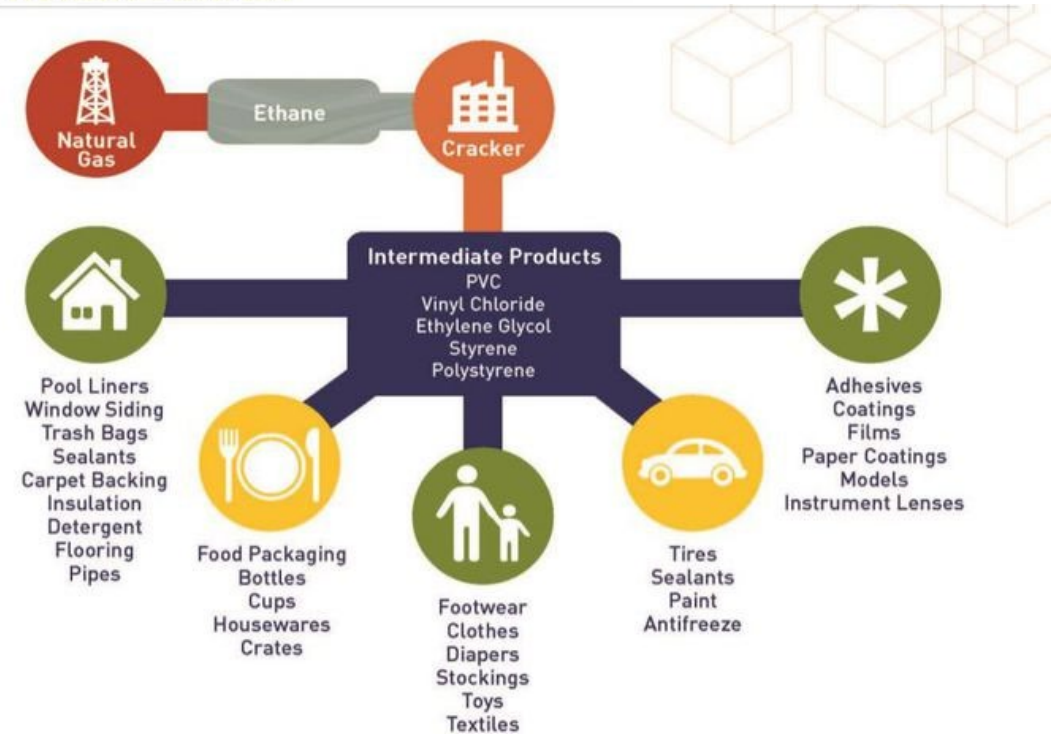 Natural
Gas
Ethane
Cracker
Intermediate Products
PVC
Vinyl Chloride
Ethylene Glycol
Styrene
Polystyrene
Pool Liners
Window Siding
Trash Bags
Sealants
Carpet Backing
Insulation
Detergent
Flooring
Pipes
Food Packaging
Bottles
Cups
Housewares
Crates
Footwear
Clothes
Diapers
Stockings
Toys
Textiles
Tires
Sealants
Paint
Antifreeze
Adhesives
Coatings
Films
Paper Coatings
Models
Instrument Lenses